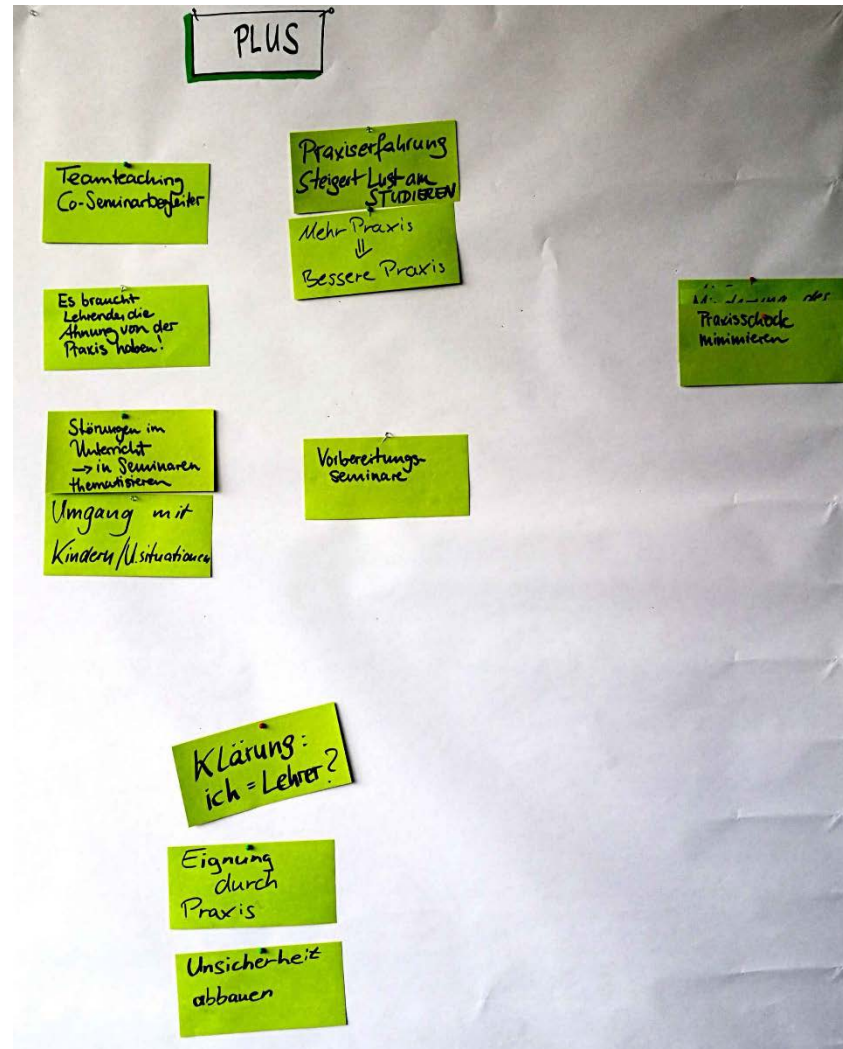 PLUS
Teamteaching
Co-Seminarbegleiter
Praxiserfahrung
Steigert Lust am
STUDIEREN
Mehr Praxis
⇓
Bessere Praxis
Es braucht
Lehrende, die
Ahnung von der
Praxis haben!
Praxisschock
minimieren
Störungen im
Unterricht
→ in Seminaren
thematisieren
Umgang mit
Kindern/U.situationen
Vorbereitungs-
seminare
Klärung:
ich = Lehrer?
Eignung
durch
Praxis
Unsicherheit
abbauen